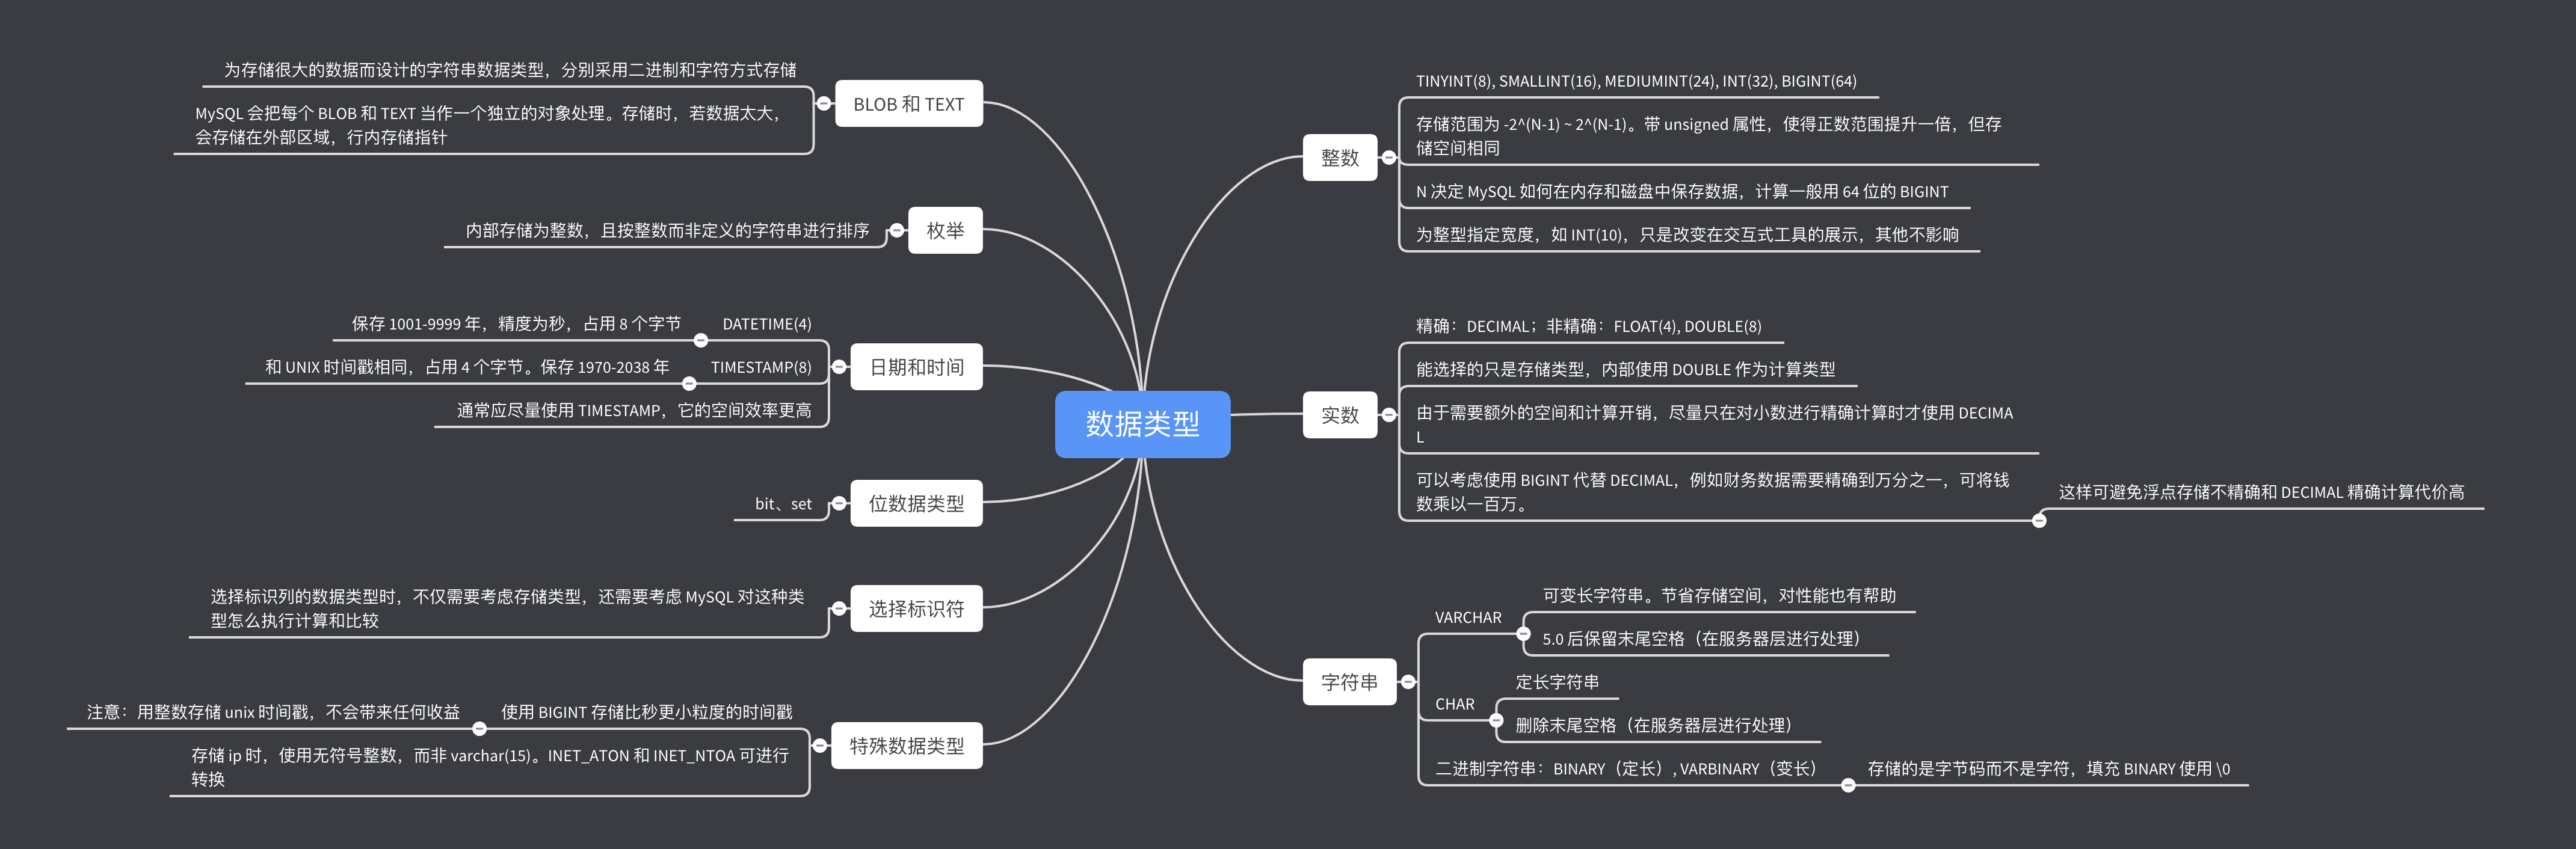 数据类型
整数
TINYINT(8), SMALLINT(16), MEDIUMINT(24), INT(32), BIGINT(64)
存储范围为 -2^(N-1) ~ 2^(N-1)。带 unsigned 属性，使得正数范围提升一倍，但存
储空间相同
N 决定 MySQL 如何在内存和磁盘中保存数据，计算一般用 64 位的 BIGINT
为整型指定宽度，如 INT(10)，只是改变在交互式工具的展示，其他不影响
实数
精确：DECIMAL；非精确：FLOAT(4), DOUBLE(8)
能选择的只是存储类型，内部使用 DOUBLE 作为计算类型
由于需要额外的空间和计算开销，尽量只在对小数进行精确计算时才使用 DECIMA
L
可以考虑使用 BIGINT 代替 DECIMAL，例如财务数据需要精确到万分之一，可将钱
数乘以一百万。
这样可避免浮点存储不精确和 DECIMAL 精确计算代价高
字符串
VARCHAR
可变长字符串。节省存储空间，对性能也有帮助
5.0 后保留末尾空格（在服务器层进行处理）
CHAR
定长字符串
删除末尾空格（在服务器层进行处理）
二进制字符串：BINARY（定长）, VARBINARY（变长）
存储的是字节码而不是字符，填充 BINARY 使用 \0
BLOB 和 TEXT
为存储很大的数据而设计的字符串数据类型，分别采用二进制和字符方式存储
MySQL 会把每个 BLOB 和 TEXT 当作一个独立的对象处理。存储时，若数据太大，
会存储在外部区域，行内存储指针
枚举
内部存储为整数，且按整数而非定义的字符串进行排序
日期和时间
DATETIME(4)
保存 1001-9999 年，精度为秒，占用 8 个字节
TIMESTAMP(8)
和 UNIX 时间戳相同，占用 4 个字节。保存 1970-2038 年
通常应尽量使用 TIMESTAMP，它的空间效率更高
位数据类型
bit、set
选择标识符
选择标识列的数据类型时，不仅需要考虑存储类型，还需要考虑 MySQL 对这种类
型怎么执行计算和比较
特殊数据类型
使用 BIGINT 存储比秒更小粒度的时间戳
注意：用整数存储 unix 时间戳，不会带来任何收益
存储 ip 时，使用无符号整数，而非 varchar(15)。INET_ATON 和 INET_NTOA 可进行
转换